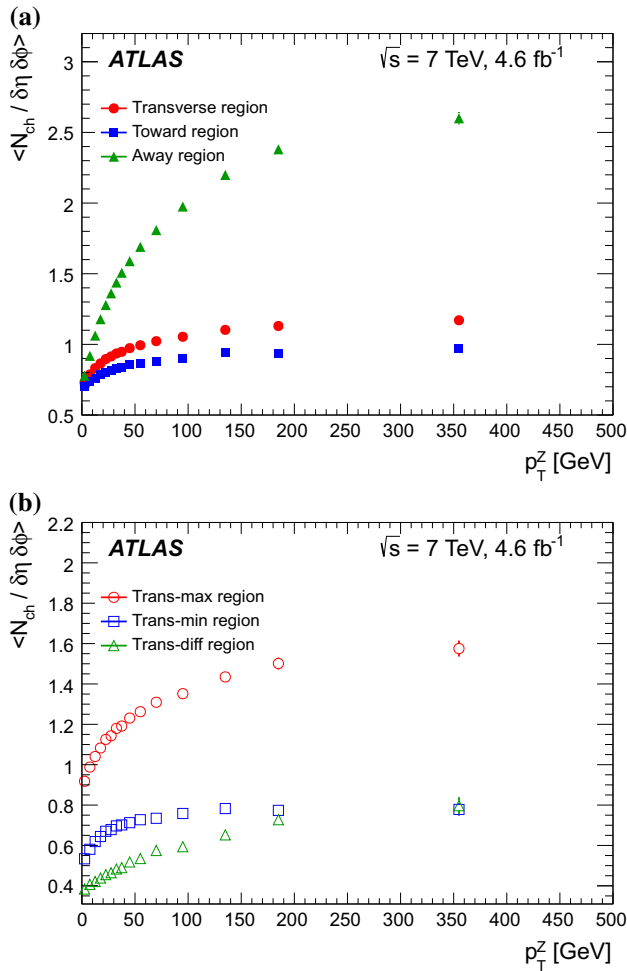 (a)
<N_ch / δη δϕ>
ATLAS
√s = 7 TeV, 4.6 fb⁻¹
Transverse region
Toward region
Away region
3
2.5
2
1.5
1
0.5
0 50 100 150 200 250 300 350 400 450 500
p_T^Z [GeV]
(b)
<N_ch / δη δϕ>
ATLAS
√s = 7 TeV, 4.6 fb⁻¹
Trans-max region
Trans-min region
Trans-diff region
2.2
2
1.8
1.6
1.4
1.2
1
0.8
0.6
0.4
0 50 100 150 200 250 300 350 400 450 500
p_T^Z [GeV]